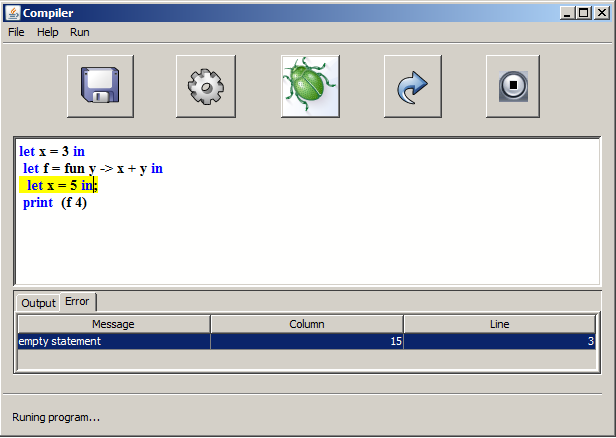 Compiler
File Help Run
let x = 3 in
let f = fun y -> x + y in
let x = 5 in;
print (f 4)
Output Error
Message Column Line
empty statement 15 3
Runing program...